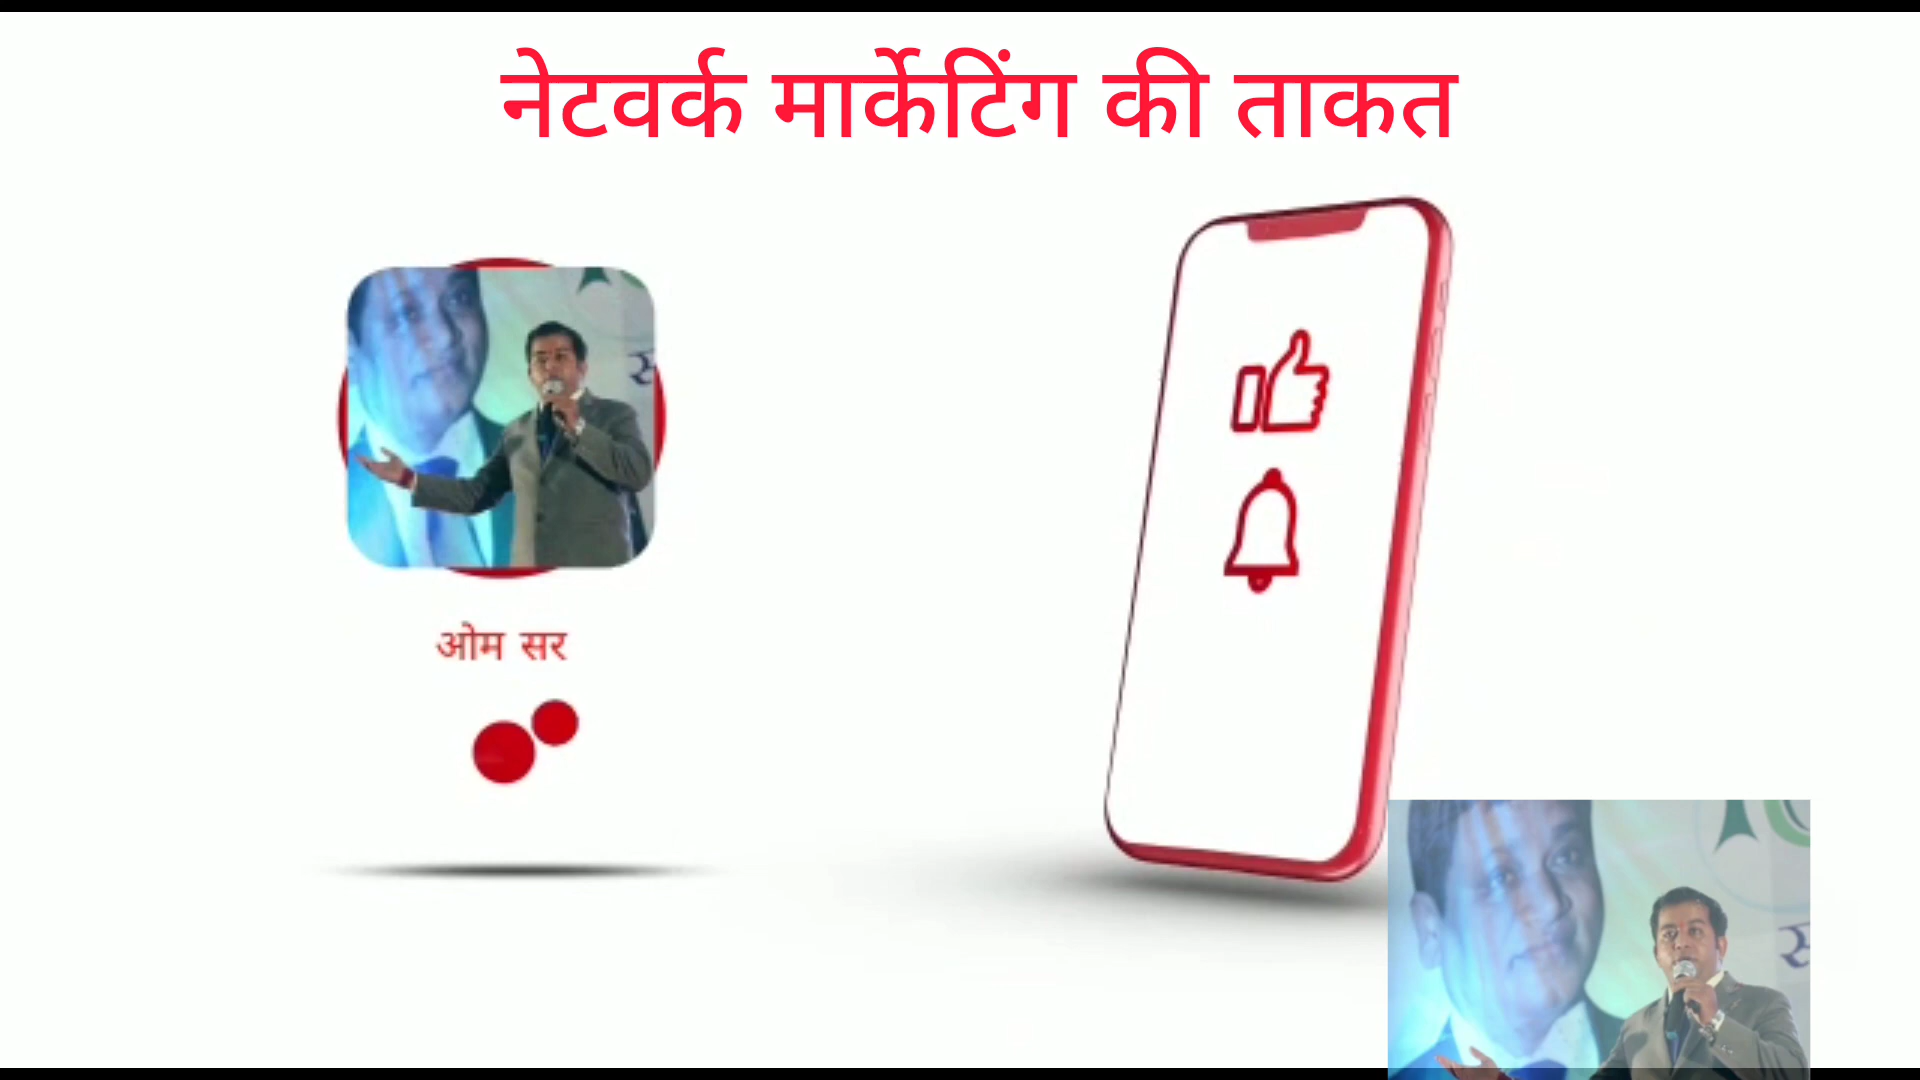 नेटवर्क मार्केटिंग की ताकत
ओम सर